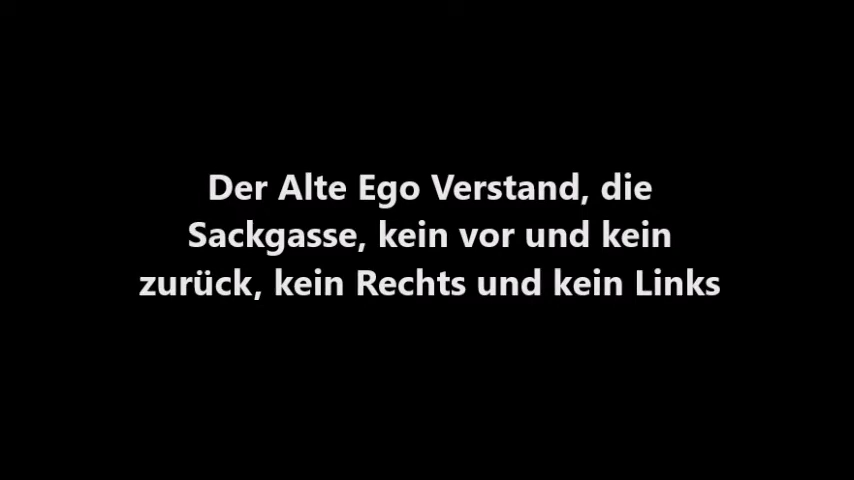 Der Alte Ego Verstand, die
Sackgasse, kein vor und kein
zurück, kein Rechts und kein Links